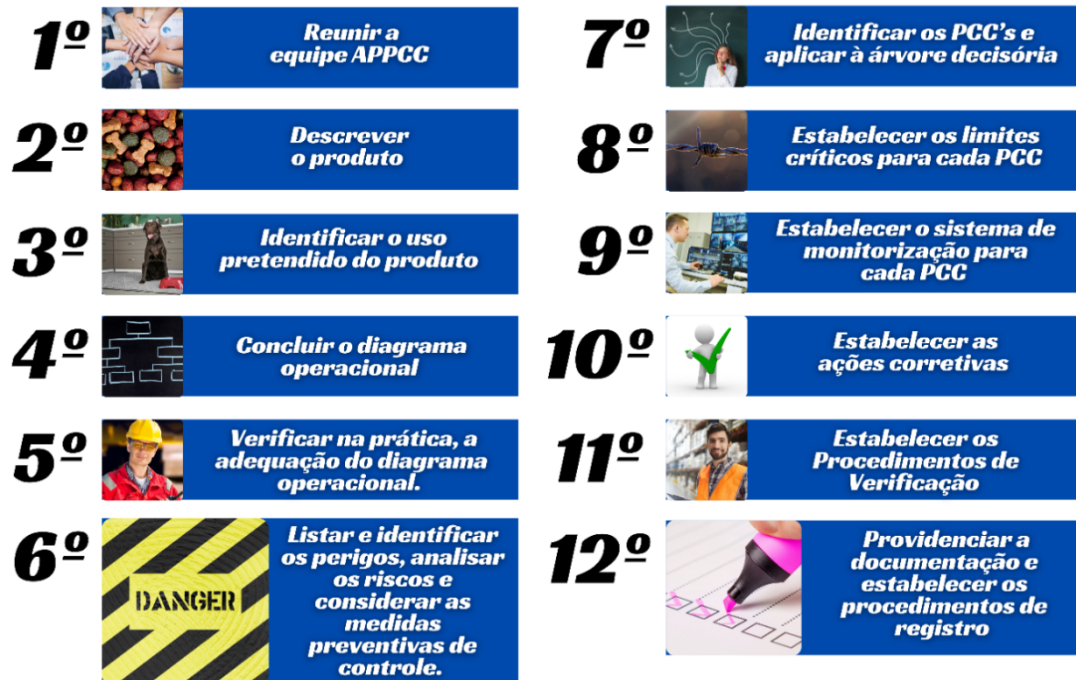 1º
Reunir a
equipe APPCC
2º
Descrever
o produto
3º
Identificar o uso
pretendido do produto
4º
Concluir o diagrama
operacional
5º
Verificar na prática, a
adequação do diagrama
operacional.
6º
DANGER
Listar e identificar
os perigos, analisar
os riscos e
considerar as
medidas
preventivas de
controle.
7º
Identificar os PCC’s e
aplicar à árvore decisória
8º
Estabelecer os limites
críticos para cada PCC
9º
Estabelecer o sistema de
monitorização para
cada PCC
10º
Estabelecer as
ações corretivas
11º
Estabelecer os
Procedimentos de
Verificação
12º
Providenciar a
documentação e
estabelecer os
procedimentos de
registro